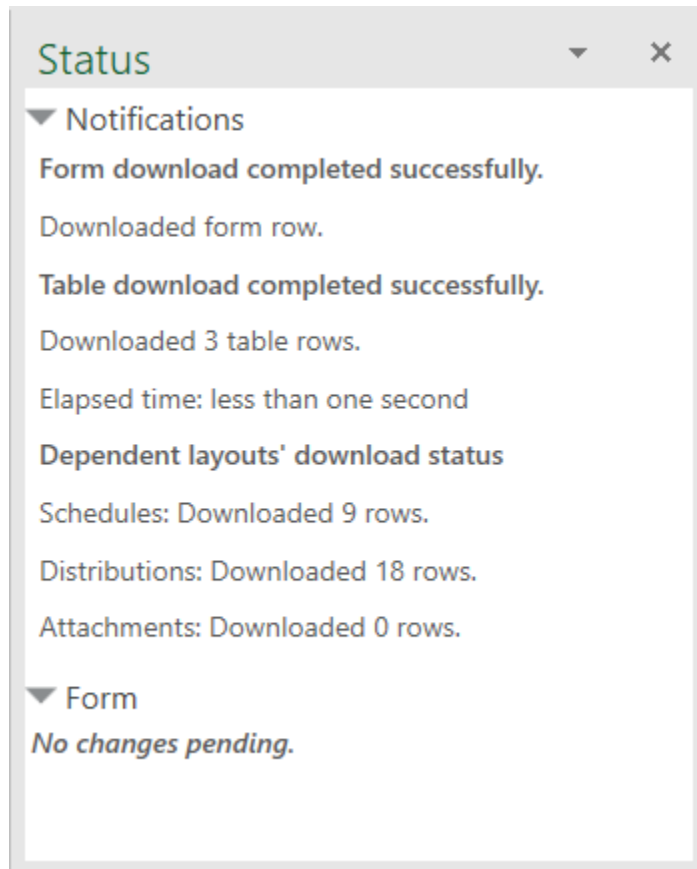 Status
Notifications
Form download completed successfully.
Downloaded form row.
Table download completed successfully.
Downloaded 3 table rows.
Elapsed time: less than one second
Dependent layouts' download status
Schedules: Downloaded 9 rows.
Distributions: Downloaded 18 rows.
Attachments: Downloaded 0 rows.
Form
No changes pending.